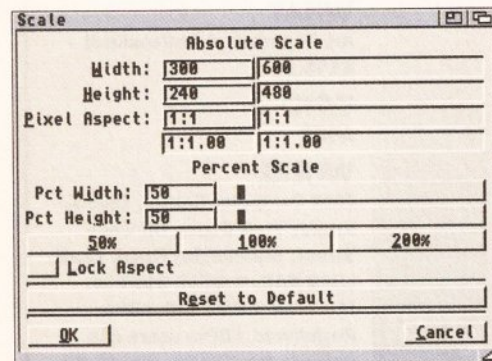 Scale
Absolute Scale
Width: 300 600
Height: 240 480
Pixel Aspect: 1:1 1:1
1:1.00 1:1.00
Percent Scale
Pct Width: 50
Pct Height: 50
50% 100% 200%
Lock Aspect
Reset to Default
OK Cancel